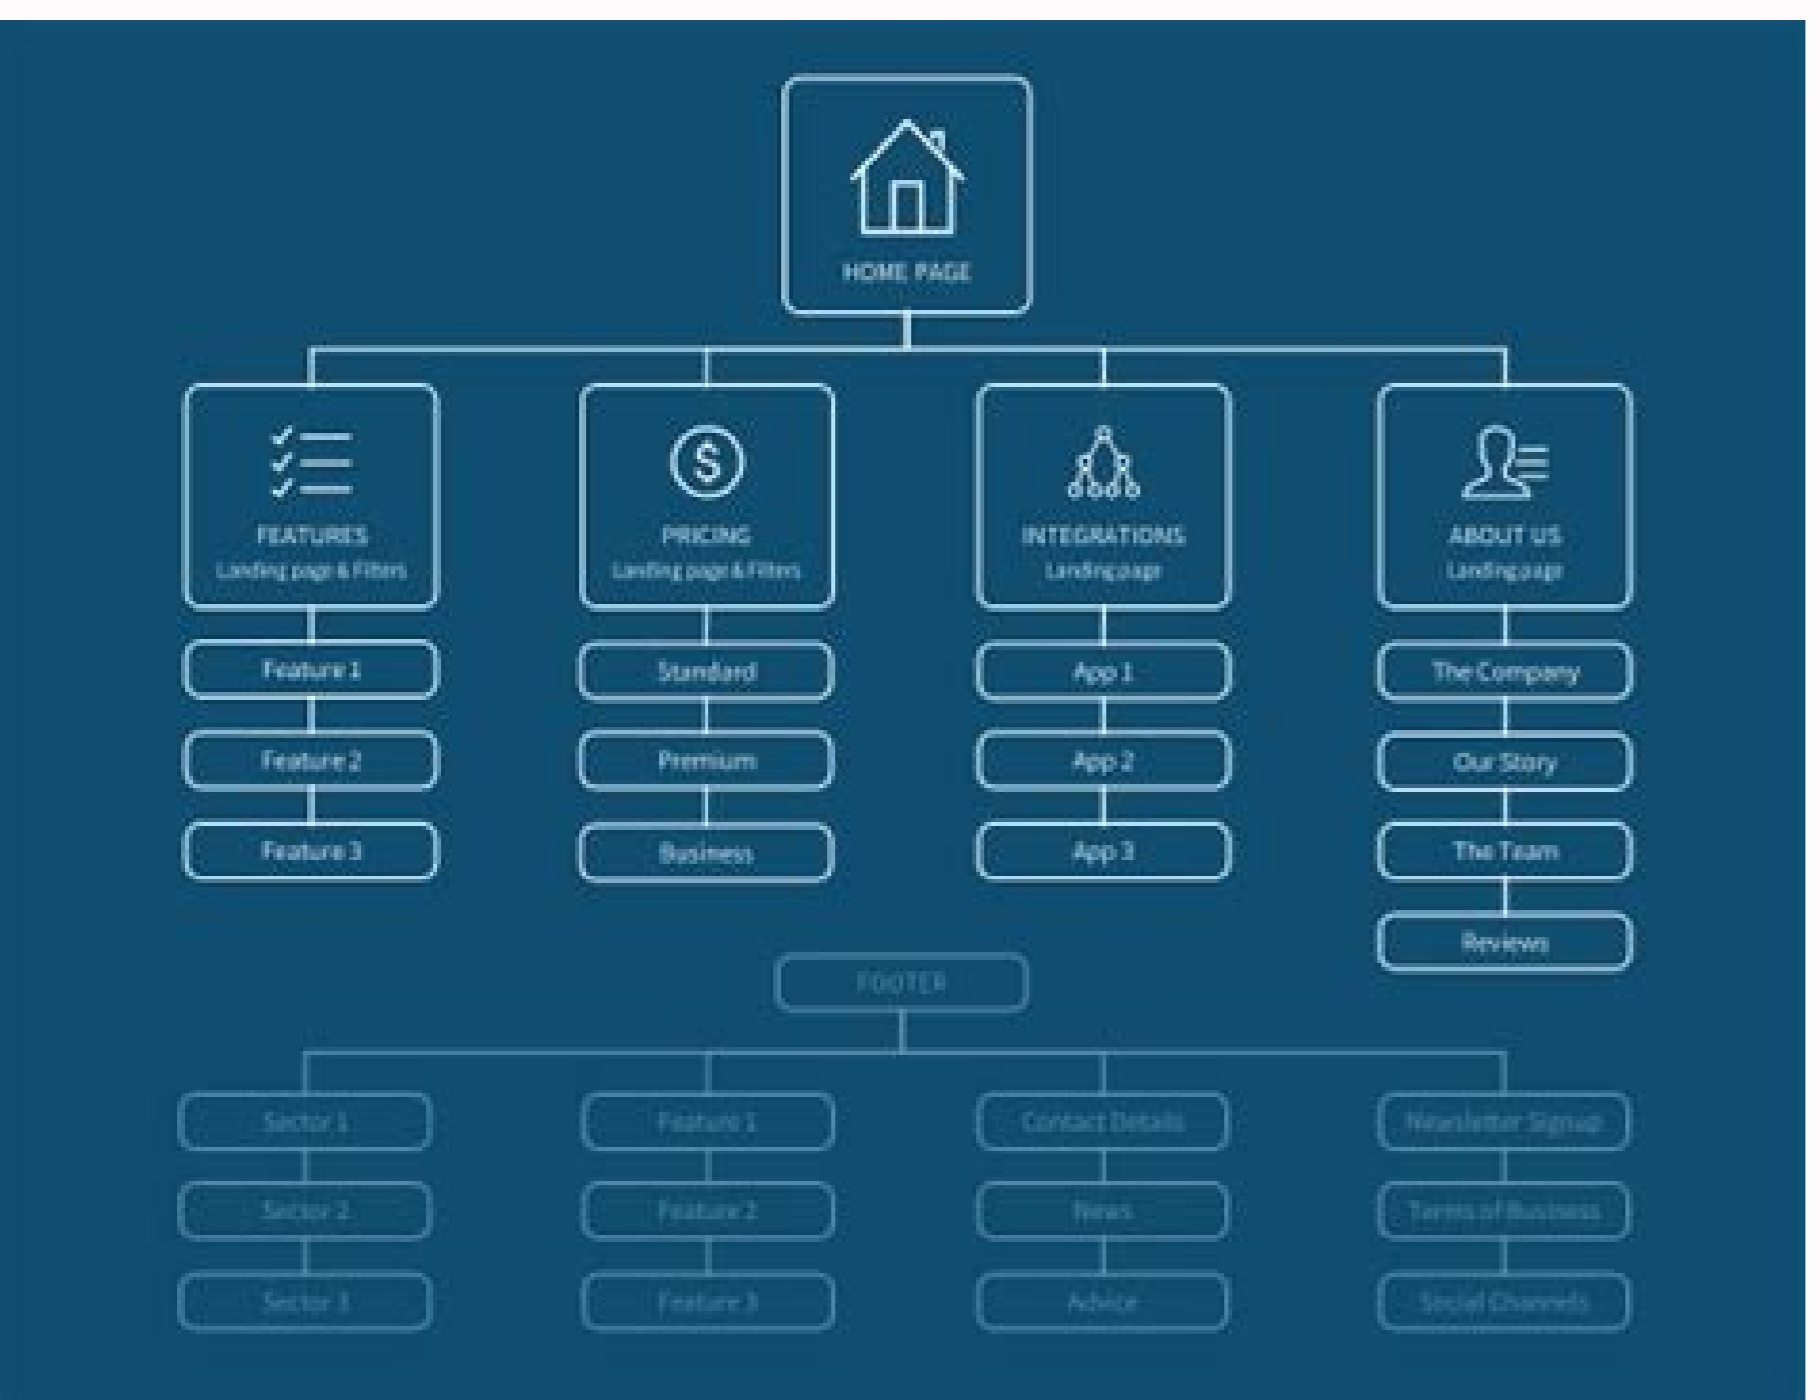 HOME PAGE
FEATURES
Landing page & Filters
PRICING
Landing page & Filters
INTEGRATIONS
Landing page
ABOUT US
Landing page
Feature 1
Standard
App 1
The Company
Feature 2
Premium
App 2
Our Story
Feature 3
Business
App 3
The Team
Reviews
FOOTER
Sector 1
Feature 1
Contact Details
Newsletter Signup
Sector 2
Feature 2
News
Terms of Business
Sector 3
Feature 3
Advice
Social Channels